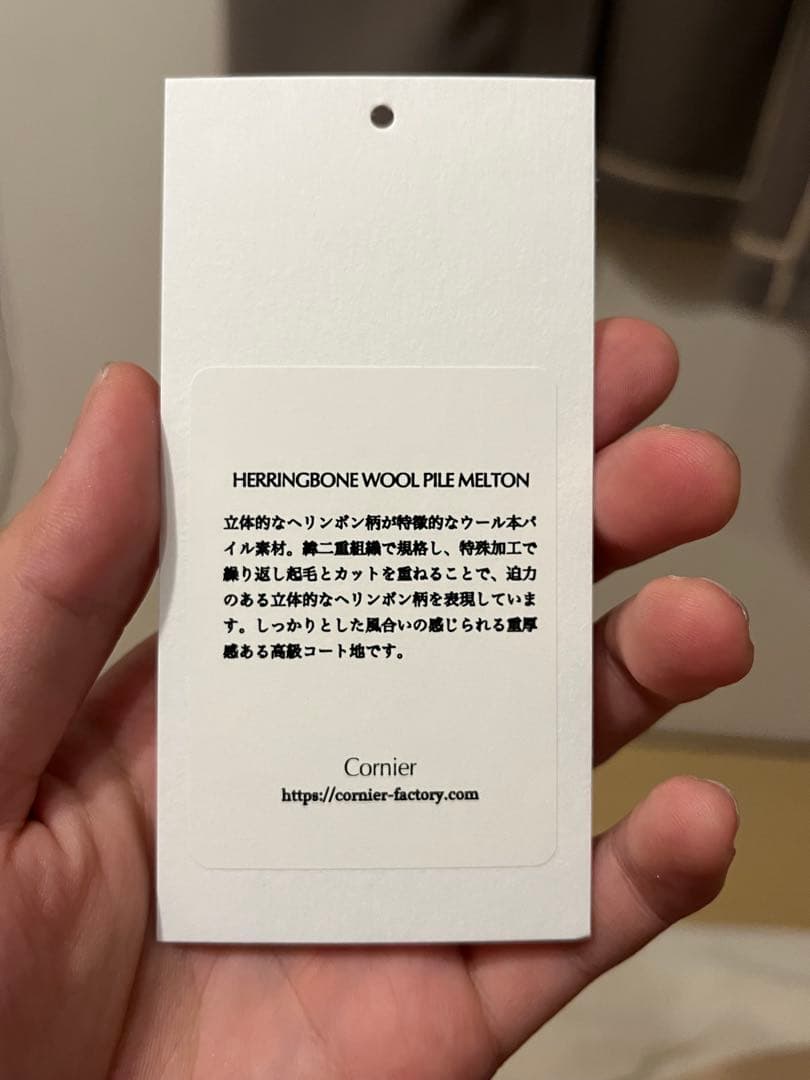 HERRINGBONE WOOL PILE MELTON
立体的なヘリンボン柄が特徴的なウール本パ
イル素材。緯二重組織で規格し、特殊加工で
繰り返し起毛とカットを重ねることで、迫力
のある立体的なヘリンボン柄を表現していま
す。しっかりとした風合いの感じられる重厚
感ある高級コート地です。
Cornier
https://cornier-factory.com